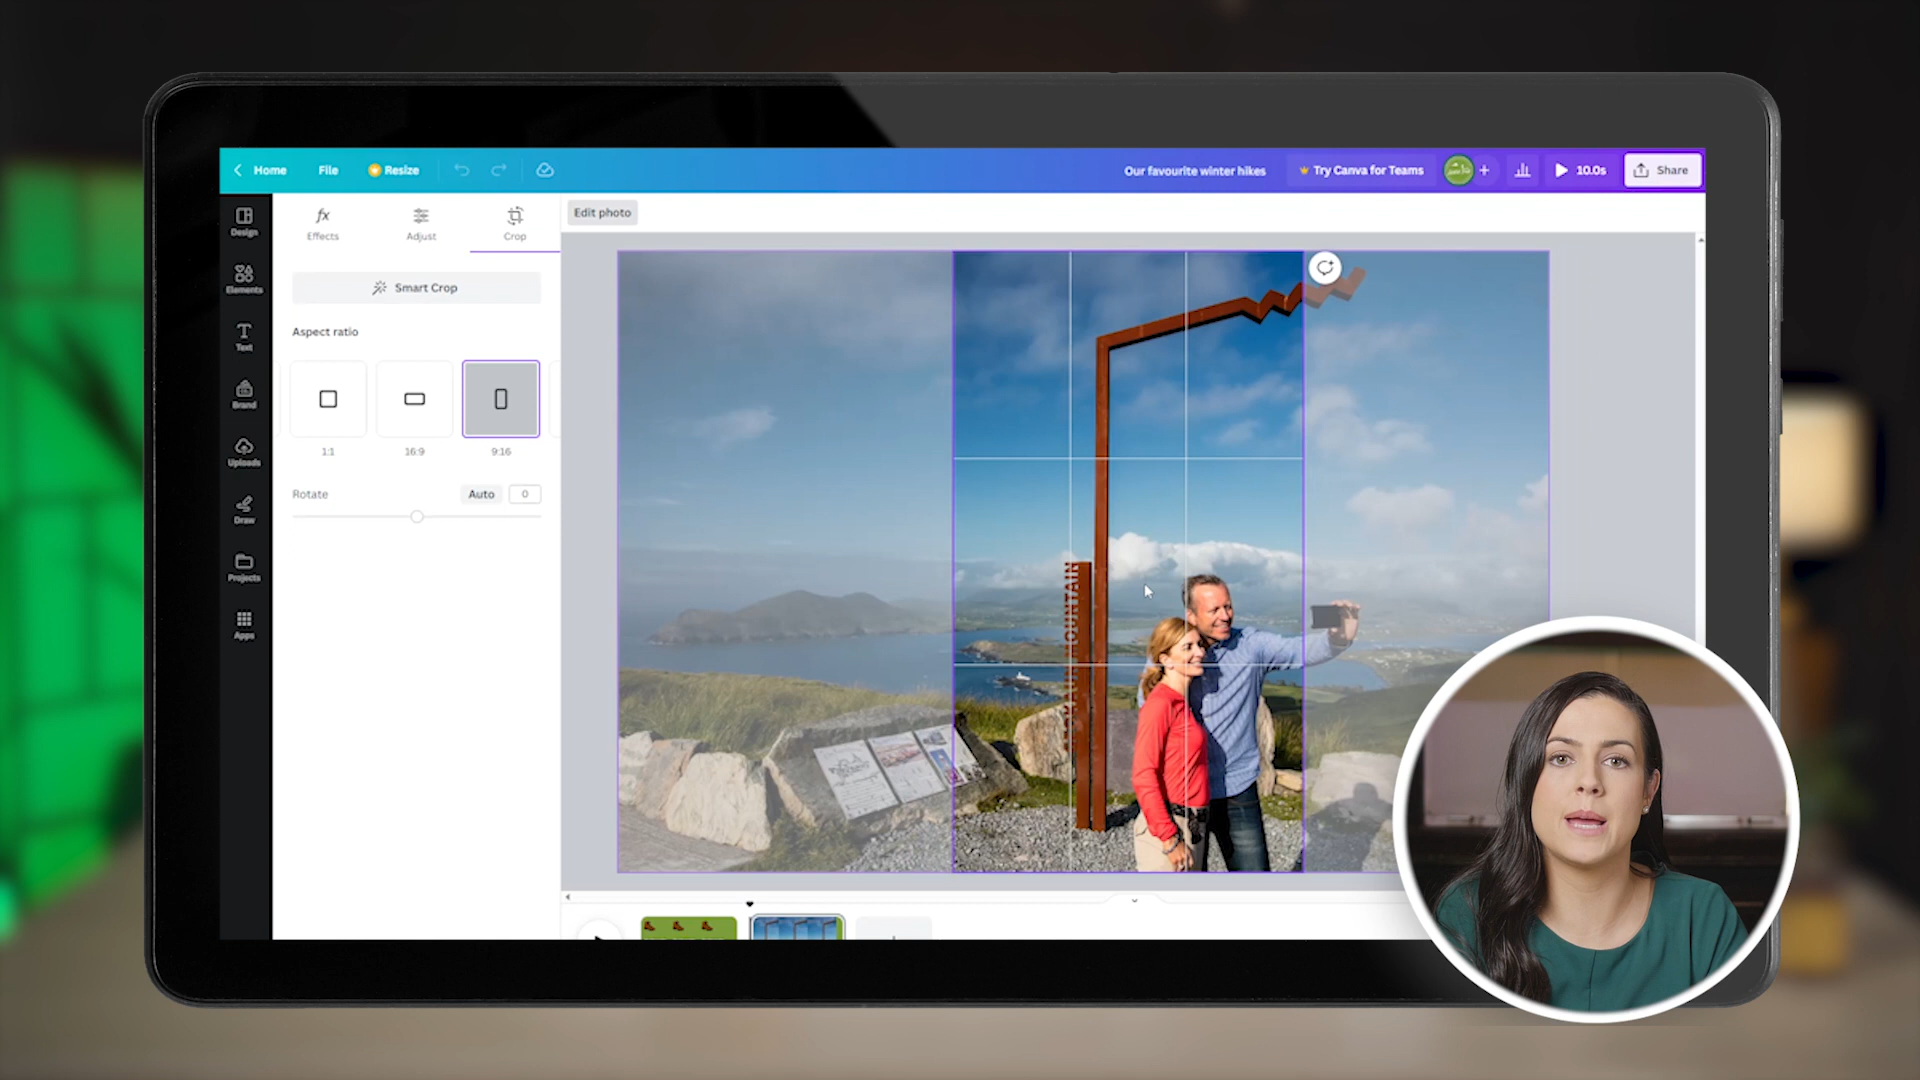 Home File Resize Our favourite winter hikes Try Canva for Teams + 10.0s Share
Design
Elements
Text
Brand
Uploads
Draw
Projects
Apps
fx
Effects Adjust Crop
Edit photo
Smart Crop
Aspect ratio
1:1 16:9 9:16
Rotate Auto 0
MOUNTAIN